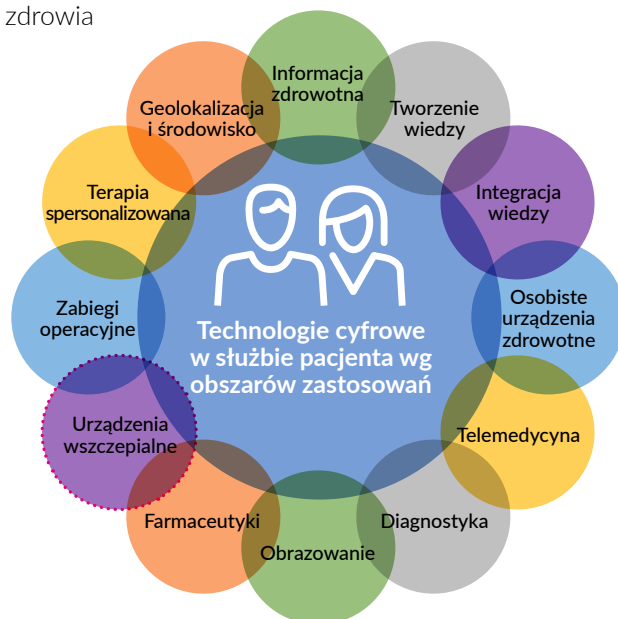 zdrowia
Informacja
zdrowotna
Geolokalizacja
i środowisko
Tworzenie
wiedzy
Terapia
spersonalizowana
Integracja
wiedzy
Zabiegi
operacyjne
Osobiste
urządzenia
zdrowotne
Technologie cyfrowe
w służbie pacjenta wg
obszarów zastosowań
Urządzenia
wszczepialne
Telemedycyna
Farmaceutyki
Diagnostyka
Obrazowanie